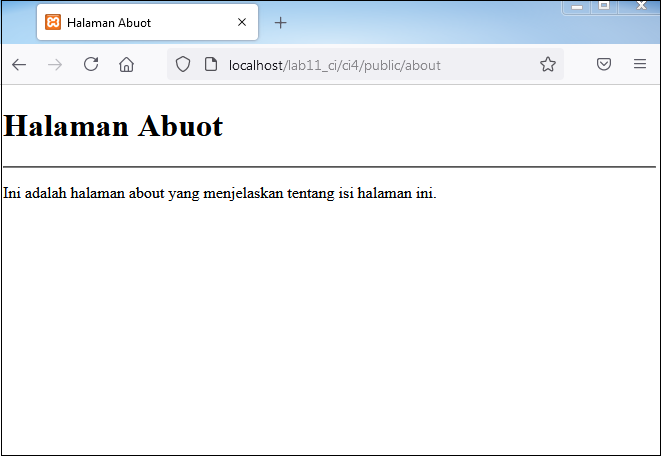 Halaman Abuot
localhost/lab11_ci/ci4/public/about
Halaman Abuot
Ini adalah halaman about yang menjelaskan tentang isi halaman ini.